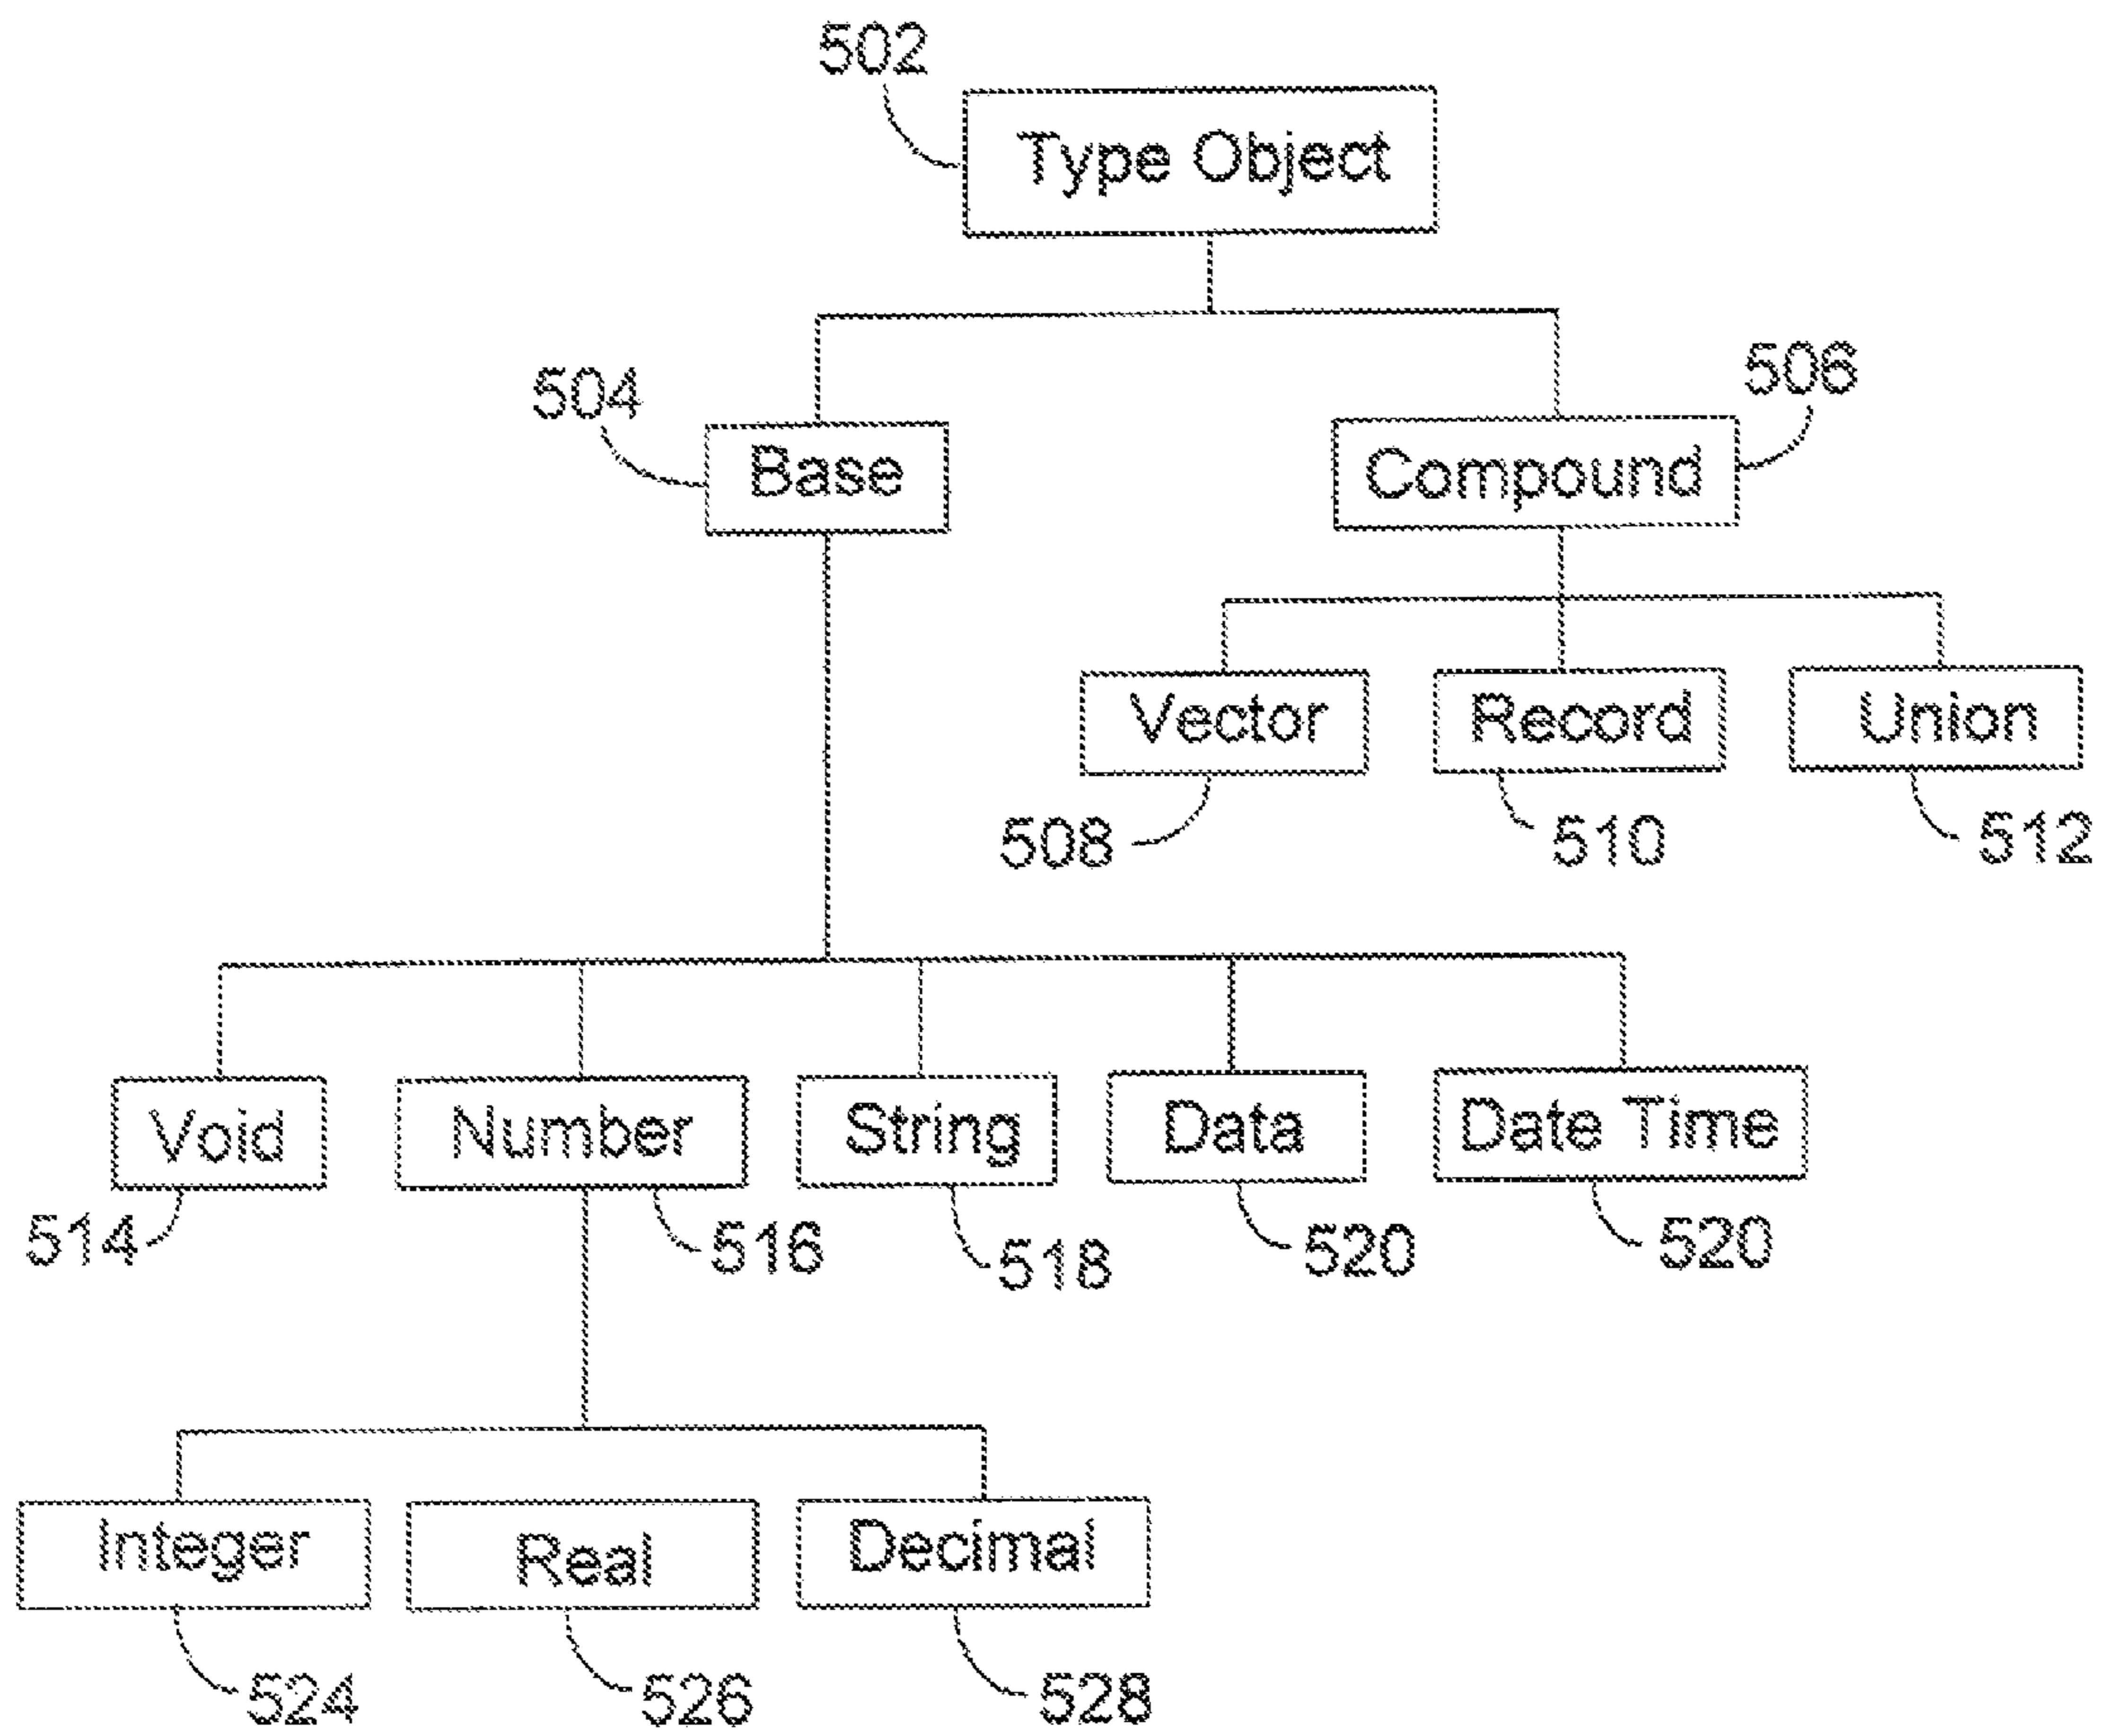 502
Type Object
504
506
Base
Compound
Vector
Record
Union
508
510
512
Void
Number
String
Data
Date Time
514
516
518
520
520
Integer
Real
Decimal
524
526
528